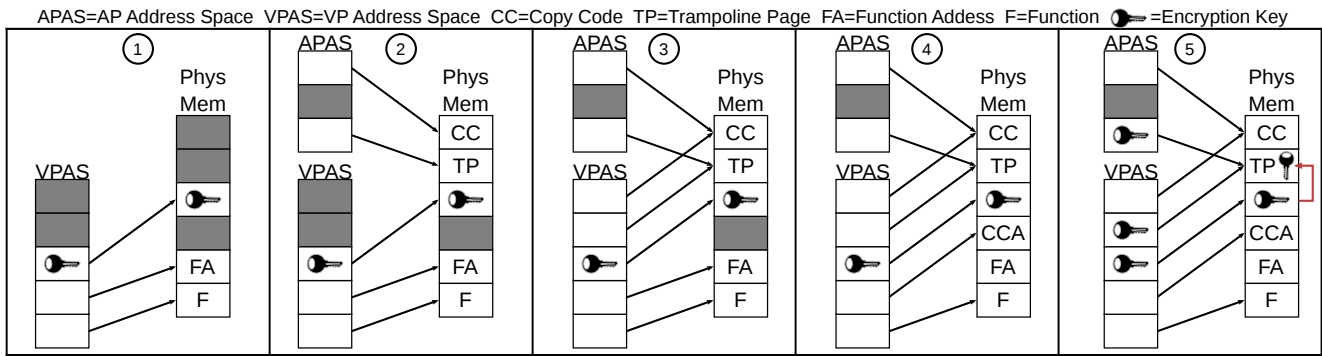 APAS=AP Address Space VPAS=VP Address Space CC=Copy Code TP=Trampoline Page FA=Function Addess F=Function =Encryption Key
1
Phys
Mem
VPAS
FA
F
2
APAS
Phys
Mem
CC
TP
VPAS
FA
F
3
APAS
Phys
Mem
CC
TP
VPAS
FA
F
4
APAS
Phys
Mem
CC
TP
VPAS
CCA
FA
F
5
APAS
Phys
Mem
CC
TP
VPAS
CCA
FA
F